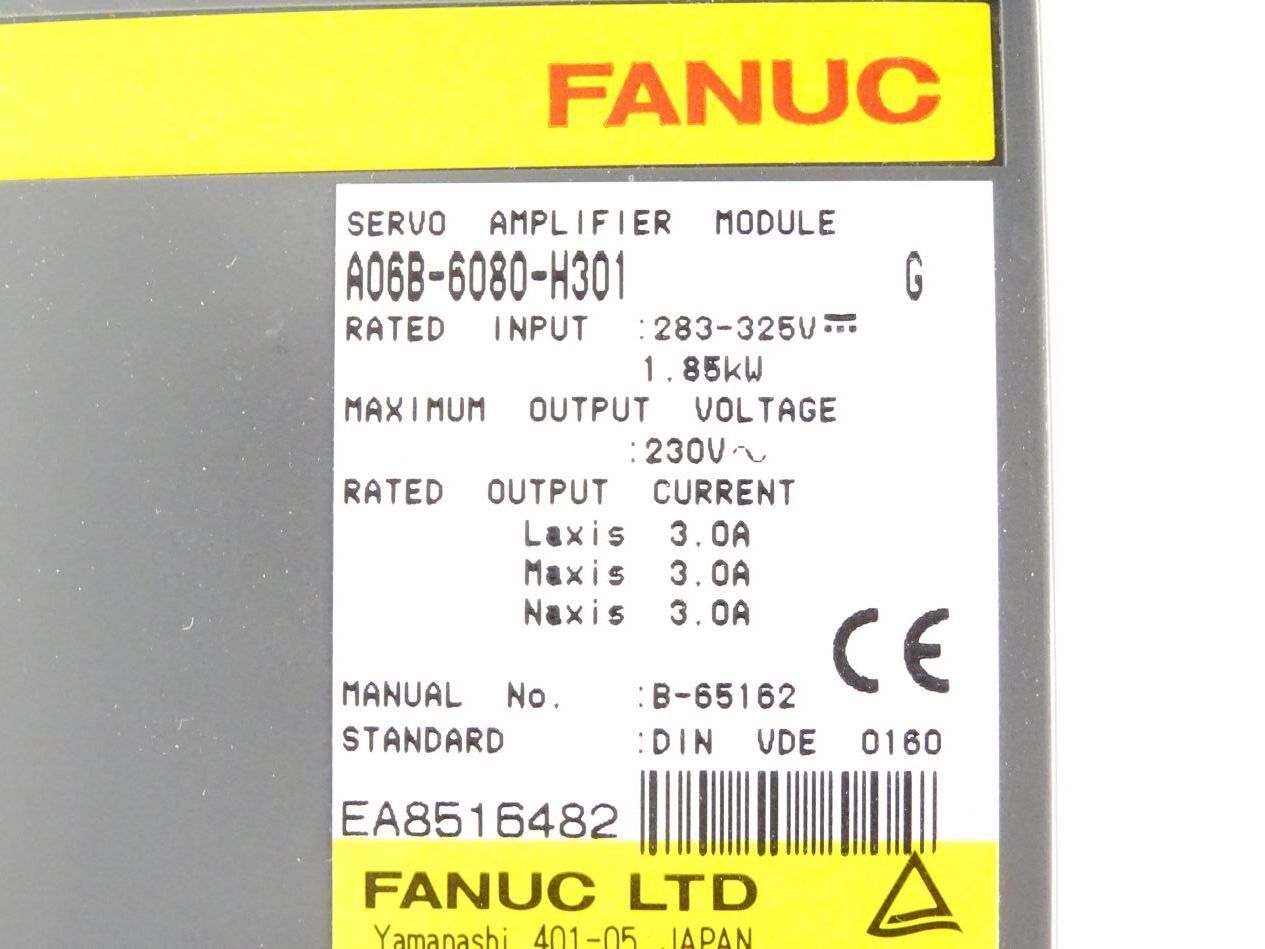 FANUC
SERVO AMPLIFIER MODULE
A06B-6080-H301 G
RATED INPUT :283-325V⎓
1.85kW
MAXIMUM OUTPUT VOLTAGE
:230V~
RATED OUTPUT CURRENT
Laxis 3.0A
Maxis 3.0A
Naxis 3.0A
CE
MANUAL No. :B-65162
STANDARD :DIN VDE 0160
EA8516482
FANUC LTD
Yamanashi 401-05 JAPAN